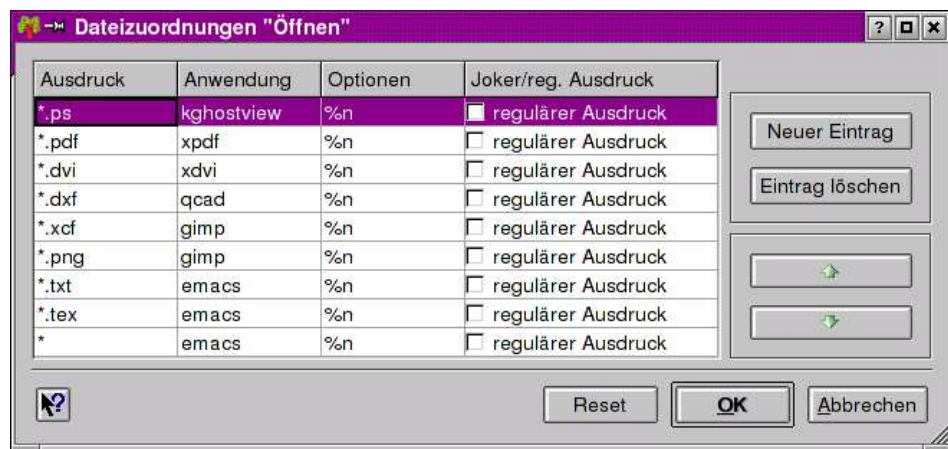 Dateizuordnungen "Öffnen"
Ausdruck Anwendung Optionen Joker/reg. Ausdruck
*.ps kghostview %n regulärer Ausdruck
*.pdf xpdf %n regulärer Ausdruck
*.dvi xdvi %n regulärer Ausdruck
*.dxf qcad %n regulärer Ausdruck
*.xcf gimp %n regulärer Ausdruck
*.png gimp %n regulärer Ausdruck
*.txt emacs %n regulärer Ausdruck
*.tex emacs %n regulärer Ausdruck
* emacs %n regulärer Ausdruck
Neuer Eintrag
Eintrag löschen
Reset OK Abbrechen